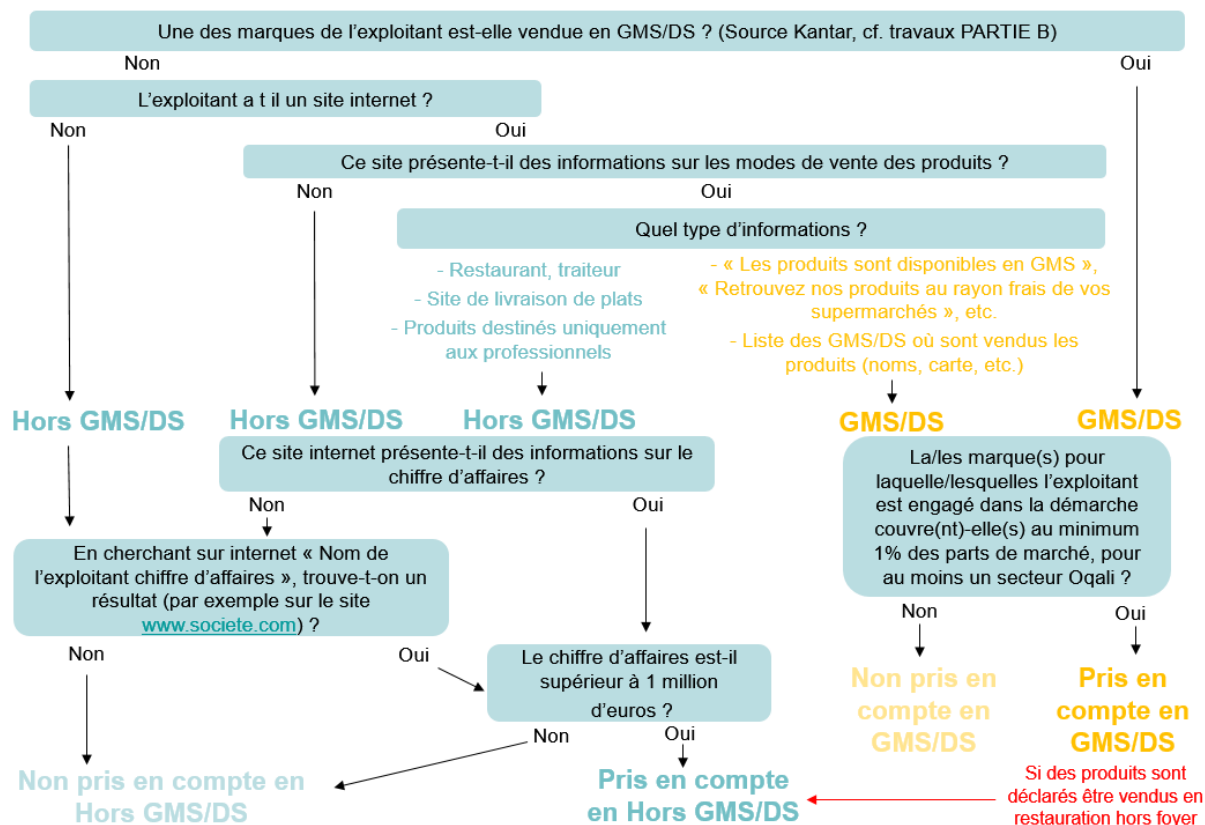 Une des marques de l'exploitant est-elle vendue en GMS/DS ? (Source Kantar, cf. travaux PARTIE B)
Non
Oui
L'exploitant a t il un site internet ?
Non
Oui
Ce site présente-t-il des informations sur les modes de vente des produits ?
Non
Oui
Quel type d'informations ?
- Restaurant, traiteur
- Site de livraison de plats
- Produits destinés uniquement
aux professionnels
- « Les produits sont disponibles en GMS »,
« Retrouvez nos produits au rayon frais de vos
supermarchés », etc.
- Liste des GMS/DS où sont vendus les
produits (noms, carte, etc.)
Hors GMS/DS
Hors GMS/DS
Hors GMS/DS
GMS/DS
GMS/DS
Ce site internet présente-t-il des informations sur le
chiffre d'affaires ?
Non
Oui
La/les marque(s) pour
laquelle/lesquelles l'exploitant
est engagé dans la démarche
couvre(nt)-elle(s) au minimum
1% des parts de marché, pour
au moins un secteur Oqali ?
En cherchant sur internet « Nom de
l'exploitant chiffre d'affaires », trouve-t-on un
résultat (par exemple sur le site
www.societe.com) ?
Non
Oui
Non
Oui
Le chiffre d'affaires est-il
supérieur à 1 million
d'euros ?
Non
Oui
Non pris en
compte en
GMS/DS
Pris en
compte en
GMS/DS
Non pris en compte en
Hors GMS/DS
Pris en compte
en Hors GMS/DS
Si des produits sont
déclarés être vendus en
restauration hors foyer